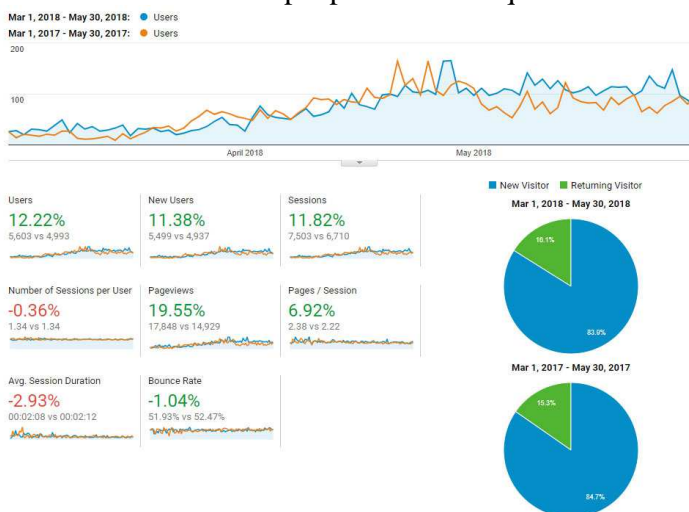 Mar 1, 2018 - May 30, 2018: Users
Mar 1, 2017 - May 30, 2017: Users
200
100
April 2018
May 2018
Users
12.22%
5,603 vs 4,993
New Users
11.38%
5,499 vs 4,937
Sessions
11.82%
7,503 vs 6,710
Number of Sessions per User
-0.36%
1.34 vs 1.34
Pageviews
19.55%
17,848 vs 14,929
Pages / Session
6.92%
2.38 vs 2.22
Avg. Session Duration
-2.93%
00:02:08 vs 00:02:12
Bounce Rate
-1.04%
51.93% vs 52.47%
New Visitor Returning Visitor
Mar 1, 2018 - May 30, 2018
16.1%
83.9%
Mar 1, 2017 - May 30, 2017
15.3%
84.7%